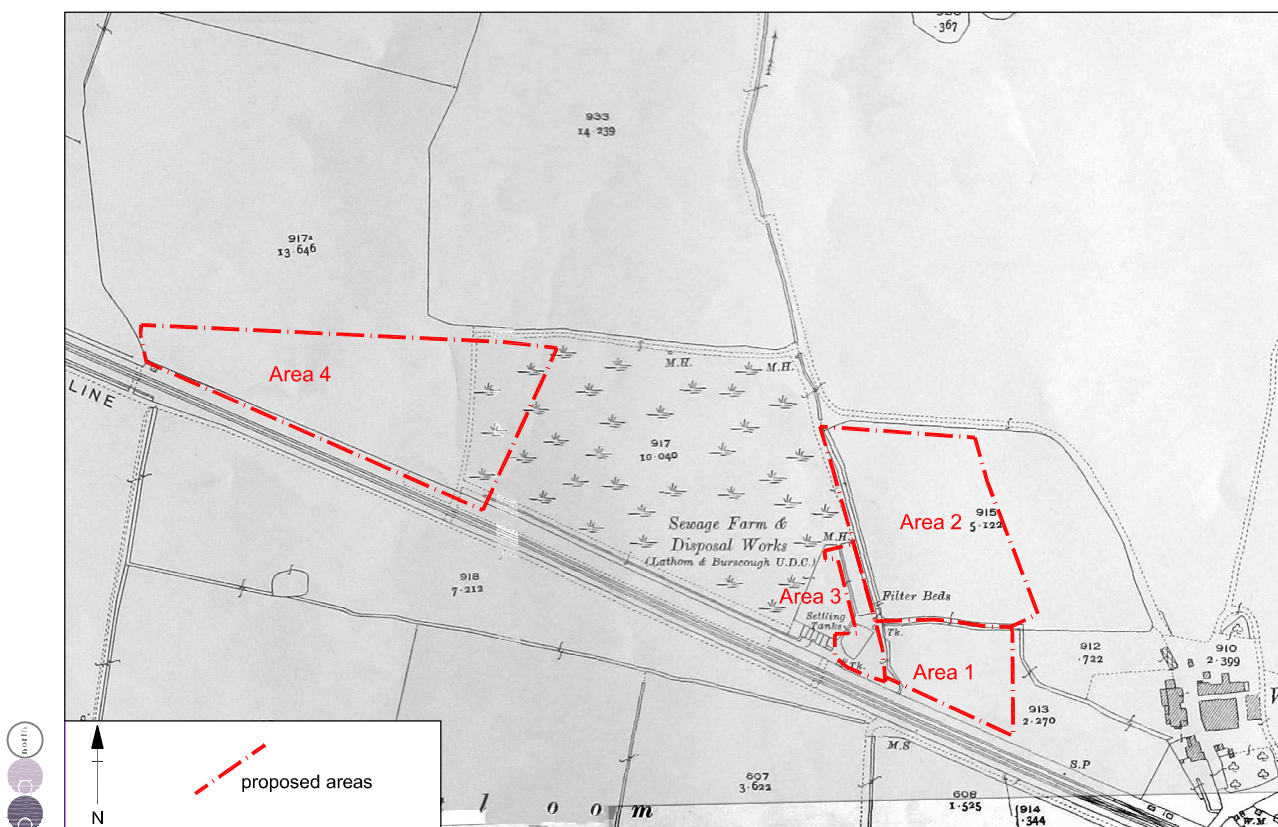 ·367
933
14·239
917a
13·646
LINE
Area 4
M.H.
M.H.
917
10·040
Sewage Farm &
Disposal Works
(Lathom & Burscough U.D.C.)
M.H.
Area 2
915
5·122
Area 3
Filter Beds
Settling
Tanks
Tk.
Tk.
Area 1
918
7·212
912
·722
910
2·399
913
2·270
M.S
S.P
607
3·622
608
1·525
914
·344
W.M
l o o m
north
N
proposed areas